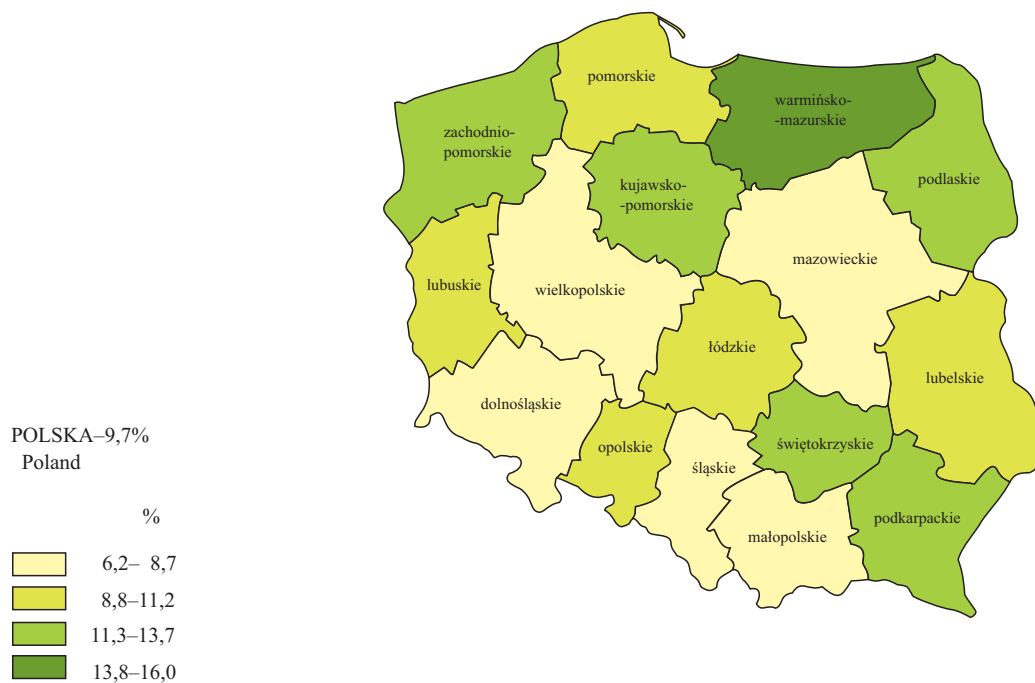 pomorskie
warmińsko-
-mazurskie
zachodnio-
pomorskie
podlaskie
kujawsko-
-pomorskie
mazowieckie
lubuskie
wielkopolskie
łódzkie
lubelskie
dolnośląskie
opolskie
świętokrzyskie
śląskie
podkarpackie
małopolskie
POLSKA–9,7%
Poland
%
6,2– 8,7
8,8–11,2
11,3–13,7
13,8–16,0